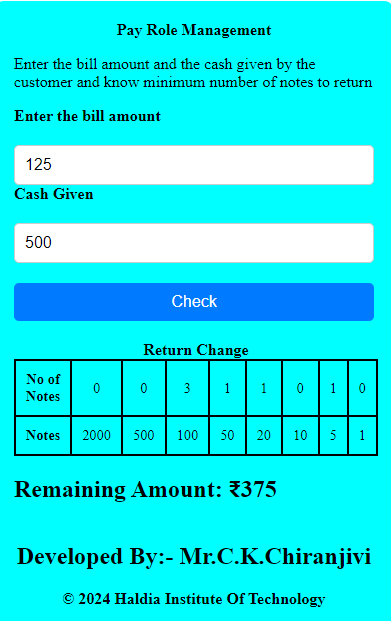 Pay Role Management
Enter the bill amount and the cash given by the
customer and know minimum number of notes to return
Enter the bill amount
125
Cash Given
500
Check
Return Change
No of Notes 0 0 3 1 1 0 1 0
Notes 2000 500 100 50 20 10 5 1
Remaining Amount: ₹375
Developed By:- Mr.C.K.Chiranjivi
© 2024 Haldia Institute Of Technology